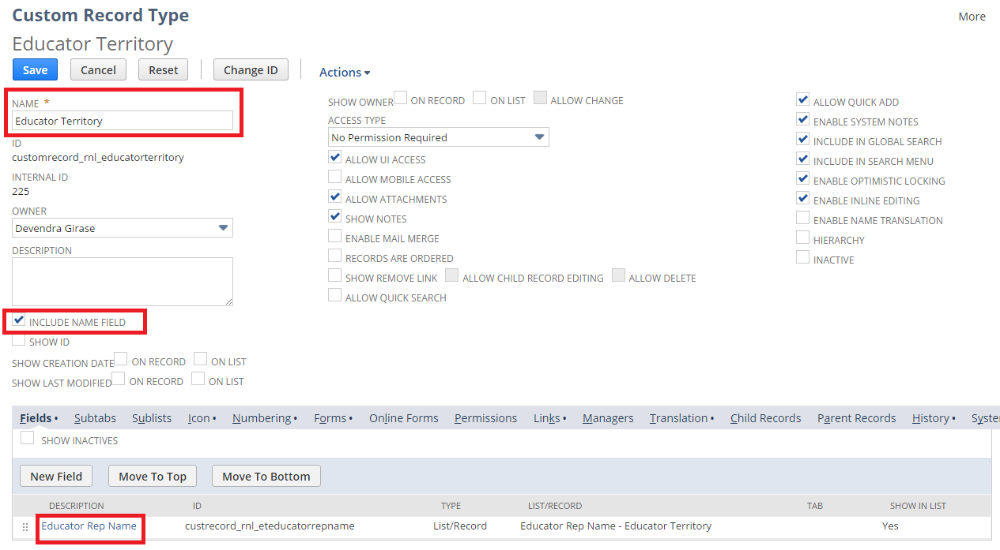 Custom Record Type
More
Educator Territory
Save Cancel Reset Change ID Actions
NAME *
Educator Territory
ID
customrecord_rnl_educatorterritory
INTERNAL ID
225
OWNER
Devendra Girase
DESCRIPTION
INCLUDE NAME FIELD
SHOW ID
SHOW CREATION DATE ON RECORD ON LIST
SHOW LAST MODIFIED ON RECORD ON LIST
SHOW OWNER ON RECORD ON LIST ALLOW CHANGE
ACCESS TYPE
No Permission Required
ALLOW UI ACCESS
ALLOW MOBILE ACCESS
ALLOW ATTACHMENTS
SHOW NOTES
ENABLE MAIL MERGE
RECORDS ARE ORDERED
SHOW REMOVE LINK ALLOW CHILD RECORD EDITING ALLOW DELETE
ALLOW QUICK SEARCH
ALLOW QUICK ADD
ENABLE SYSTEM NOTES
INCLUDE IN GLOBAL SEARCH
INCLUDE IN SEARCH MENU
ENABLE OPTIMISTIC LOCKING
ENABLE INLINE EDITING
ENABLE NAME TRANSLATION
HIERARCHY
INACTIVE
Fields • Subtabs Sublists Icon • Numbering • Forms • Online Forms Permissions Links • Managers Translation • Child Records Parent Records History • Syste
SHOW INACTIVES
New Field Move To Top Move To Bottom
DESCRIPTION ID TYPE LIST/RECORD TAB SHOW IN LIST
Educator Rep Name custrecord_rnl_eteducatorrepname List/Record Educator Rep Name - Educator Territory Yes